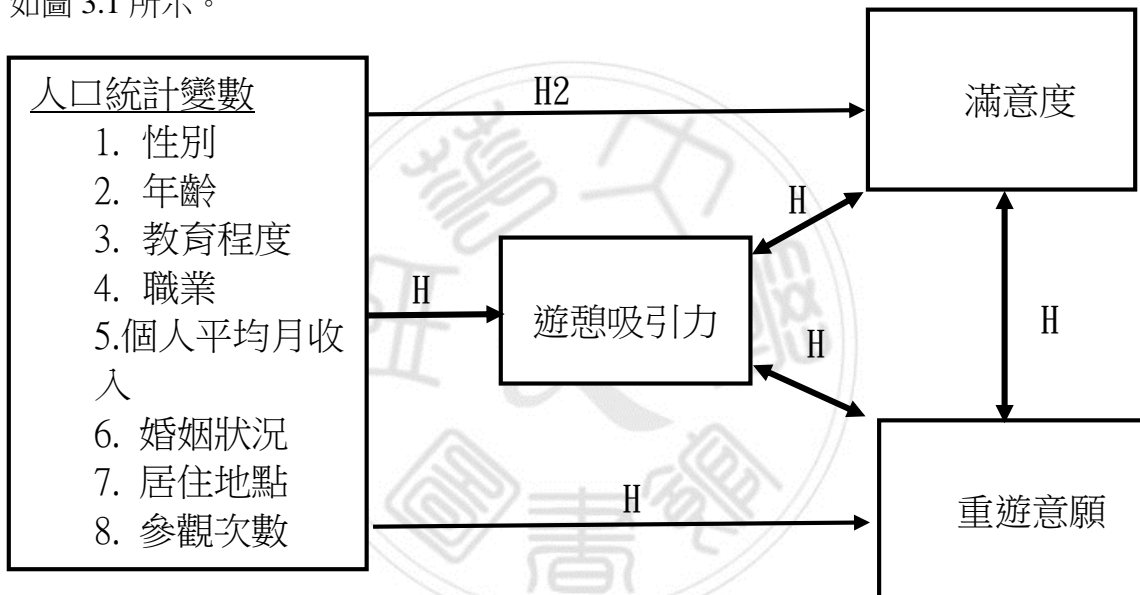 如圖 3.1 所示。
人口統計變數
1. 性別
2. 年齡
3. 教育程度
4. 職業
5.個人平均月收
入
6. 婚姻狀況
7. 居住地點
8. 參觀次數
H2
滿意度
H
H
遊憩吸引力
H
H
H
重遊意願